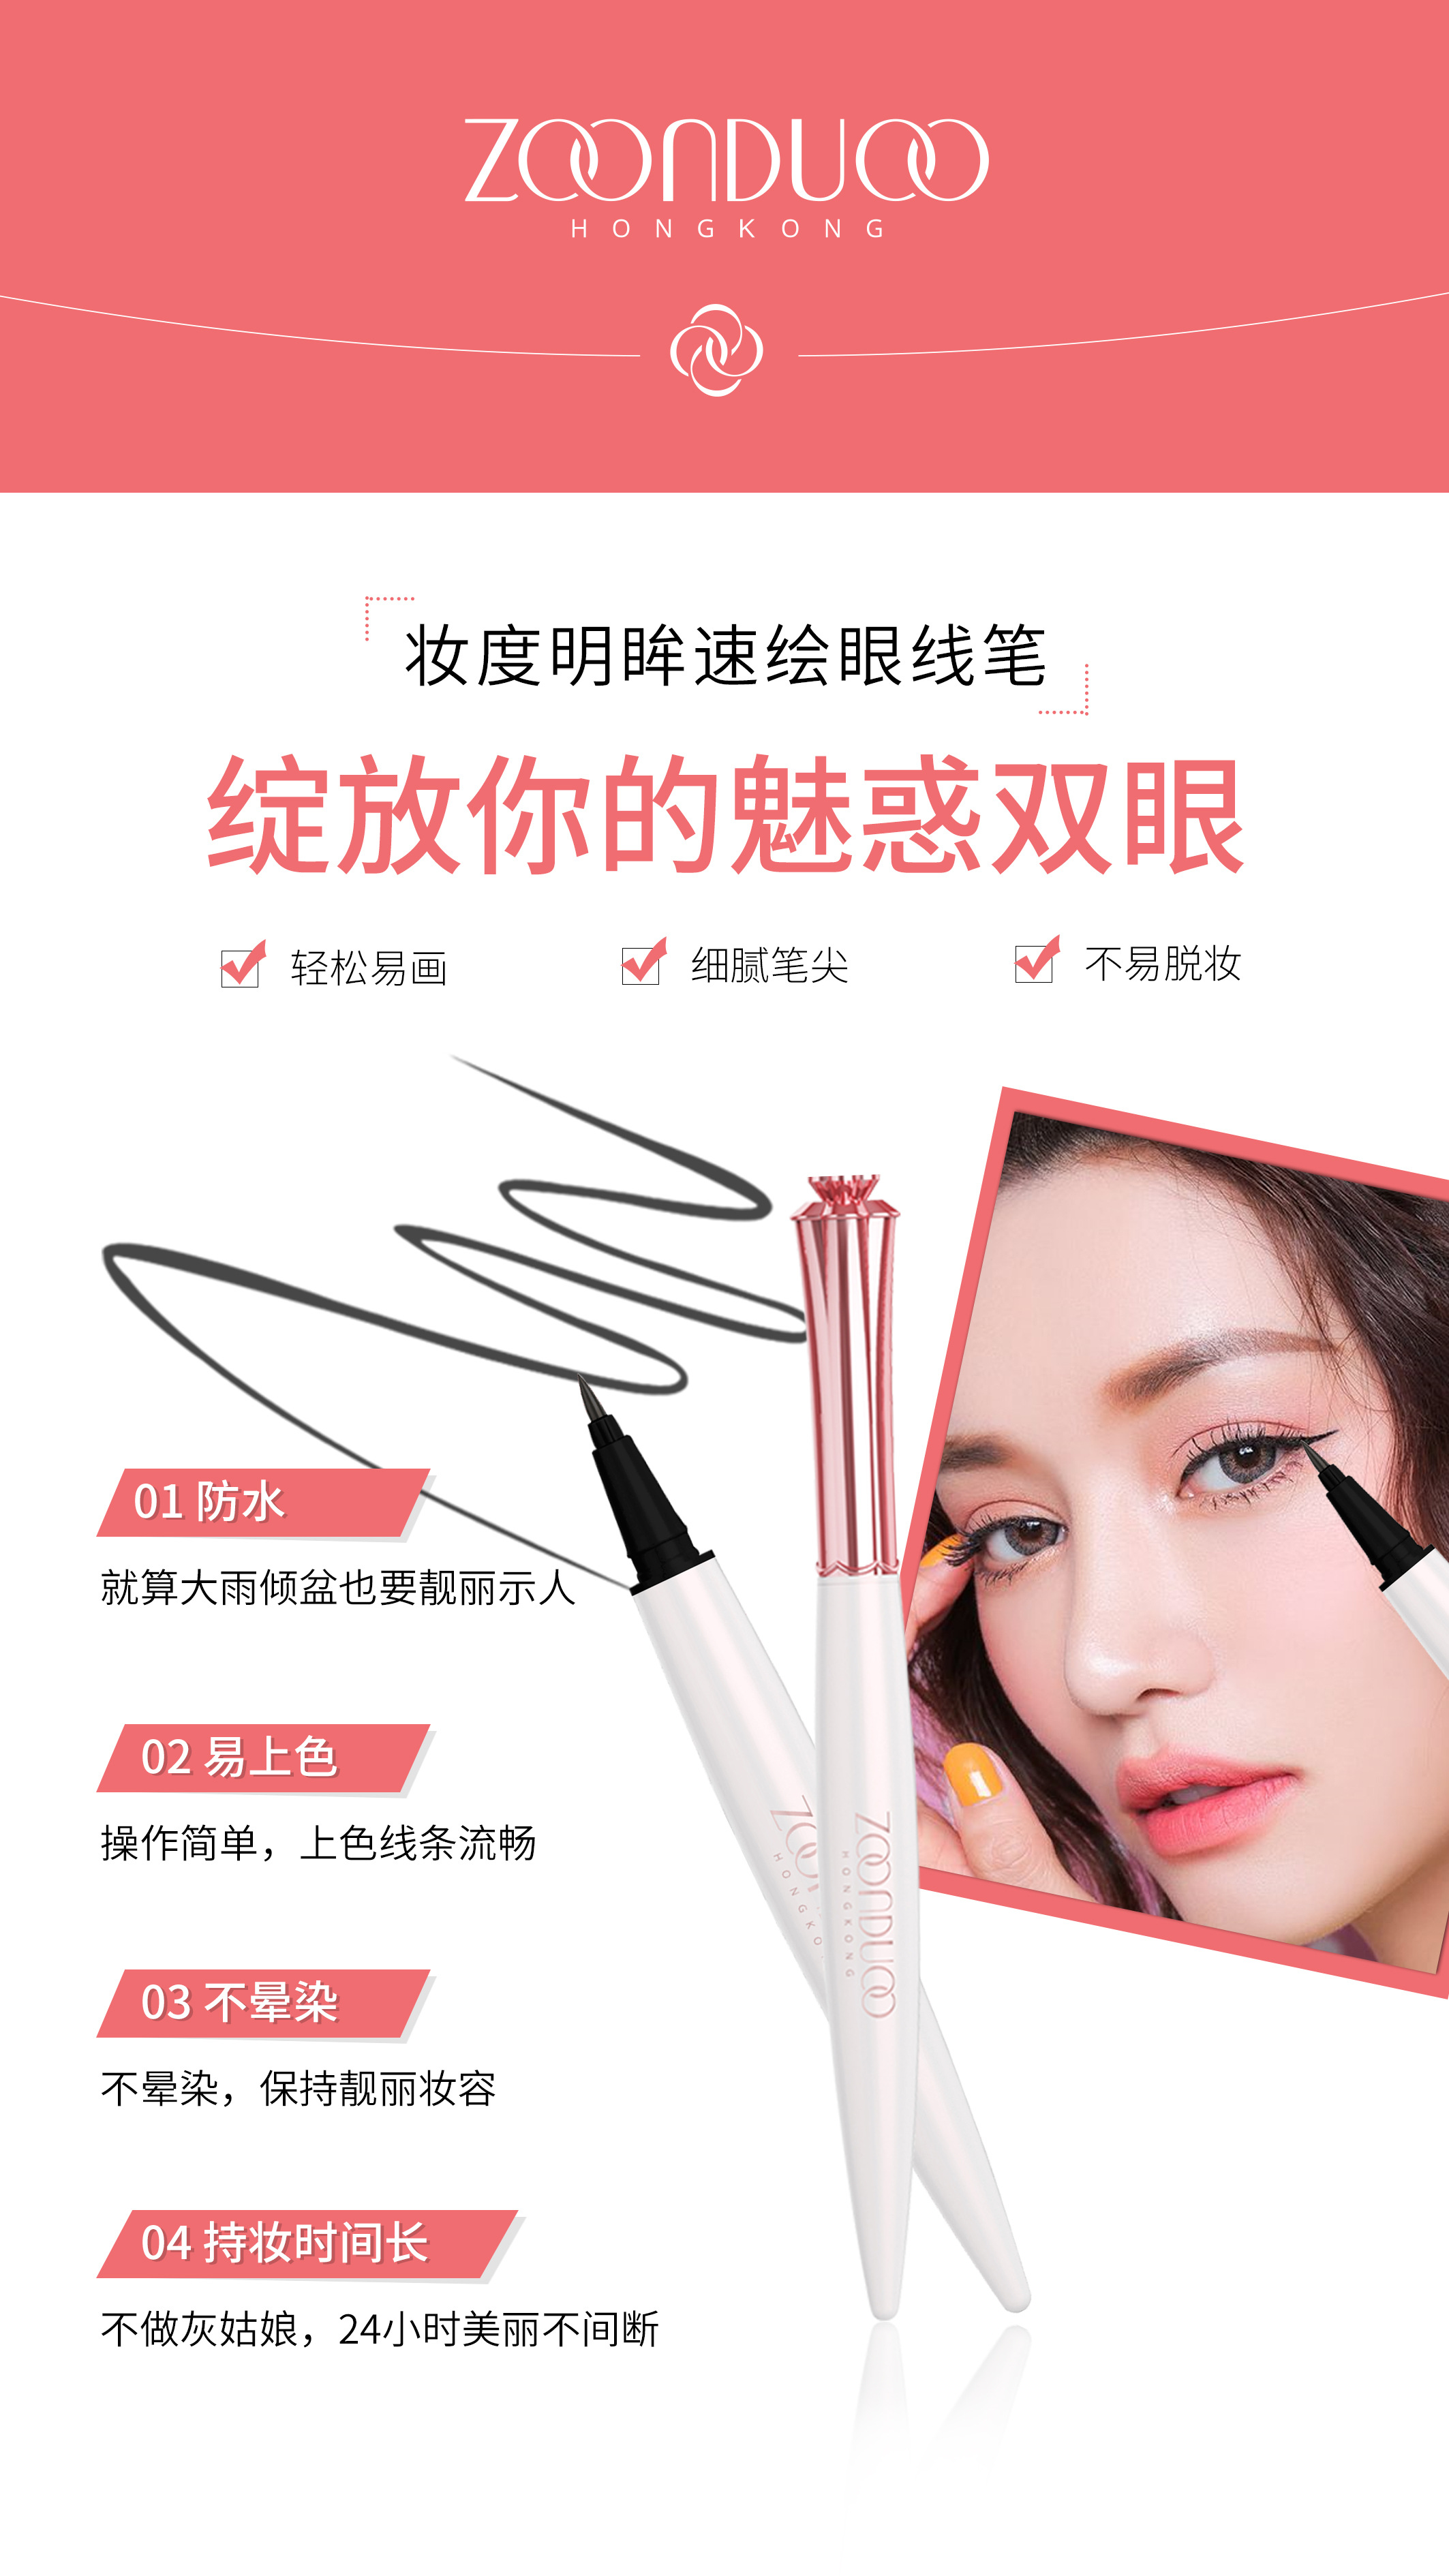 ZOONDUOO
HONGKONG
妆度明眸速绘眼线笔
绽放你的魅惑双眼
轻松易画
细腻笔尖
不易脱妆
01 防水
就算大雨倾盆也要靓丽示人
02 易上色
操作简单，上色线条流畅
03 不晕染
不晕染，保持靓丽妆容
04 持妆时间长
不做灰姑娘，24小时美丽不间断
ZOO
HONGKO
ZOONDUOO
HONGKONG